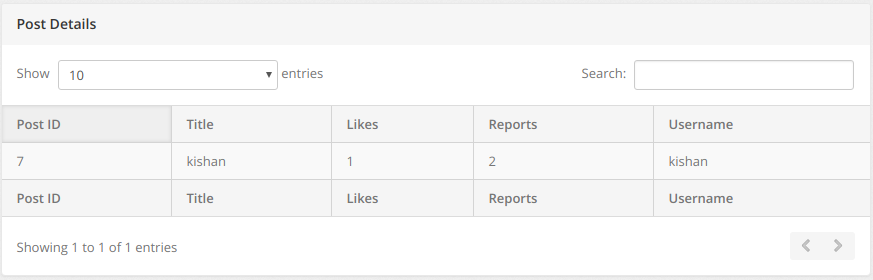 Post Details
Show 10 entries Search:
Post ID Title Likes Reports Username
7 kishan 1 2 kishan
Post ID Title Likes Reports Username
Showing 1 to 1 of 1 entries